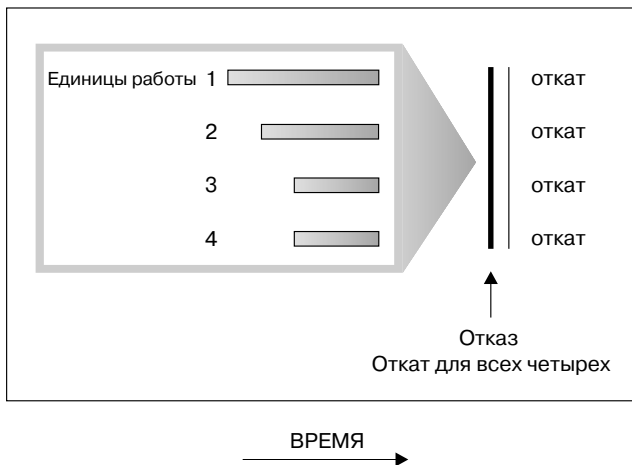 Единицы работы 1 откат
2 откат
3 откат
4 откат
Отказ
Откат для всех четырех
ВРЕМЯ